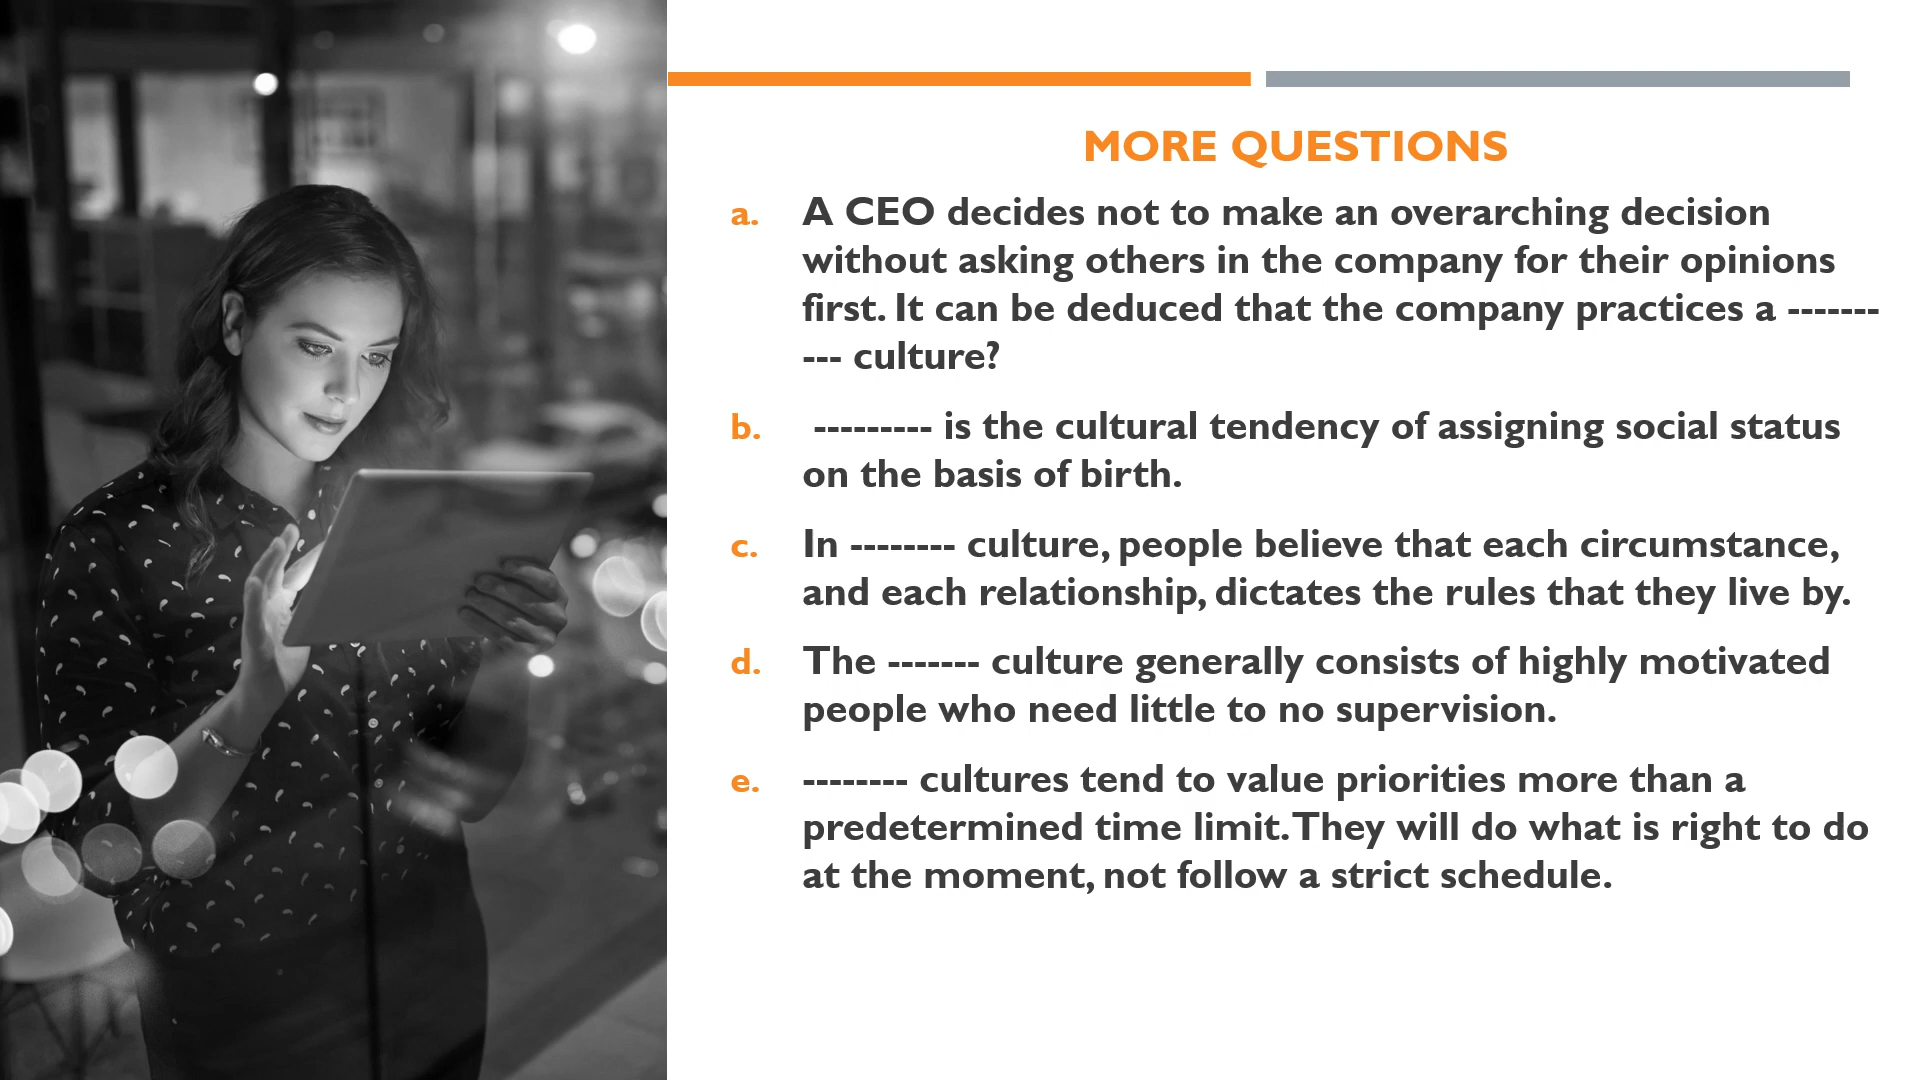 MORE QUESTIONS
a. A CEO decides not to make an overarching decision
without asking others in the company for their opinions
first. It can be deduced that the company practices a -------
--- culture?
b. --------- is the cultural tendency of assigning social status
on the basis of birth.
c. In -------- culture, people believe that each circumstance,
and each relationship, dictates the rules that they live by.
d. The ------- culture generally consists of highly motivated
people who need little to no supervision.
e. -------- cultures tend to value priorities more than a
predetermined time limit. They will do what is right to do
at the moment, not follow a strict schedule.